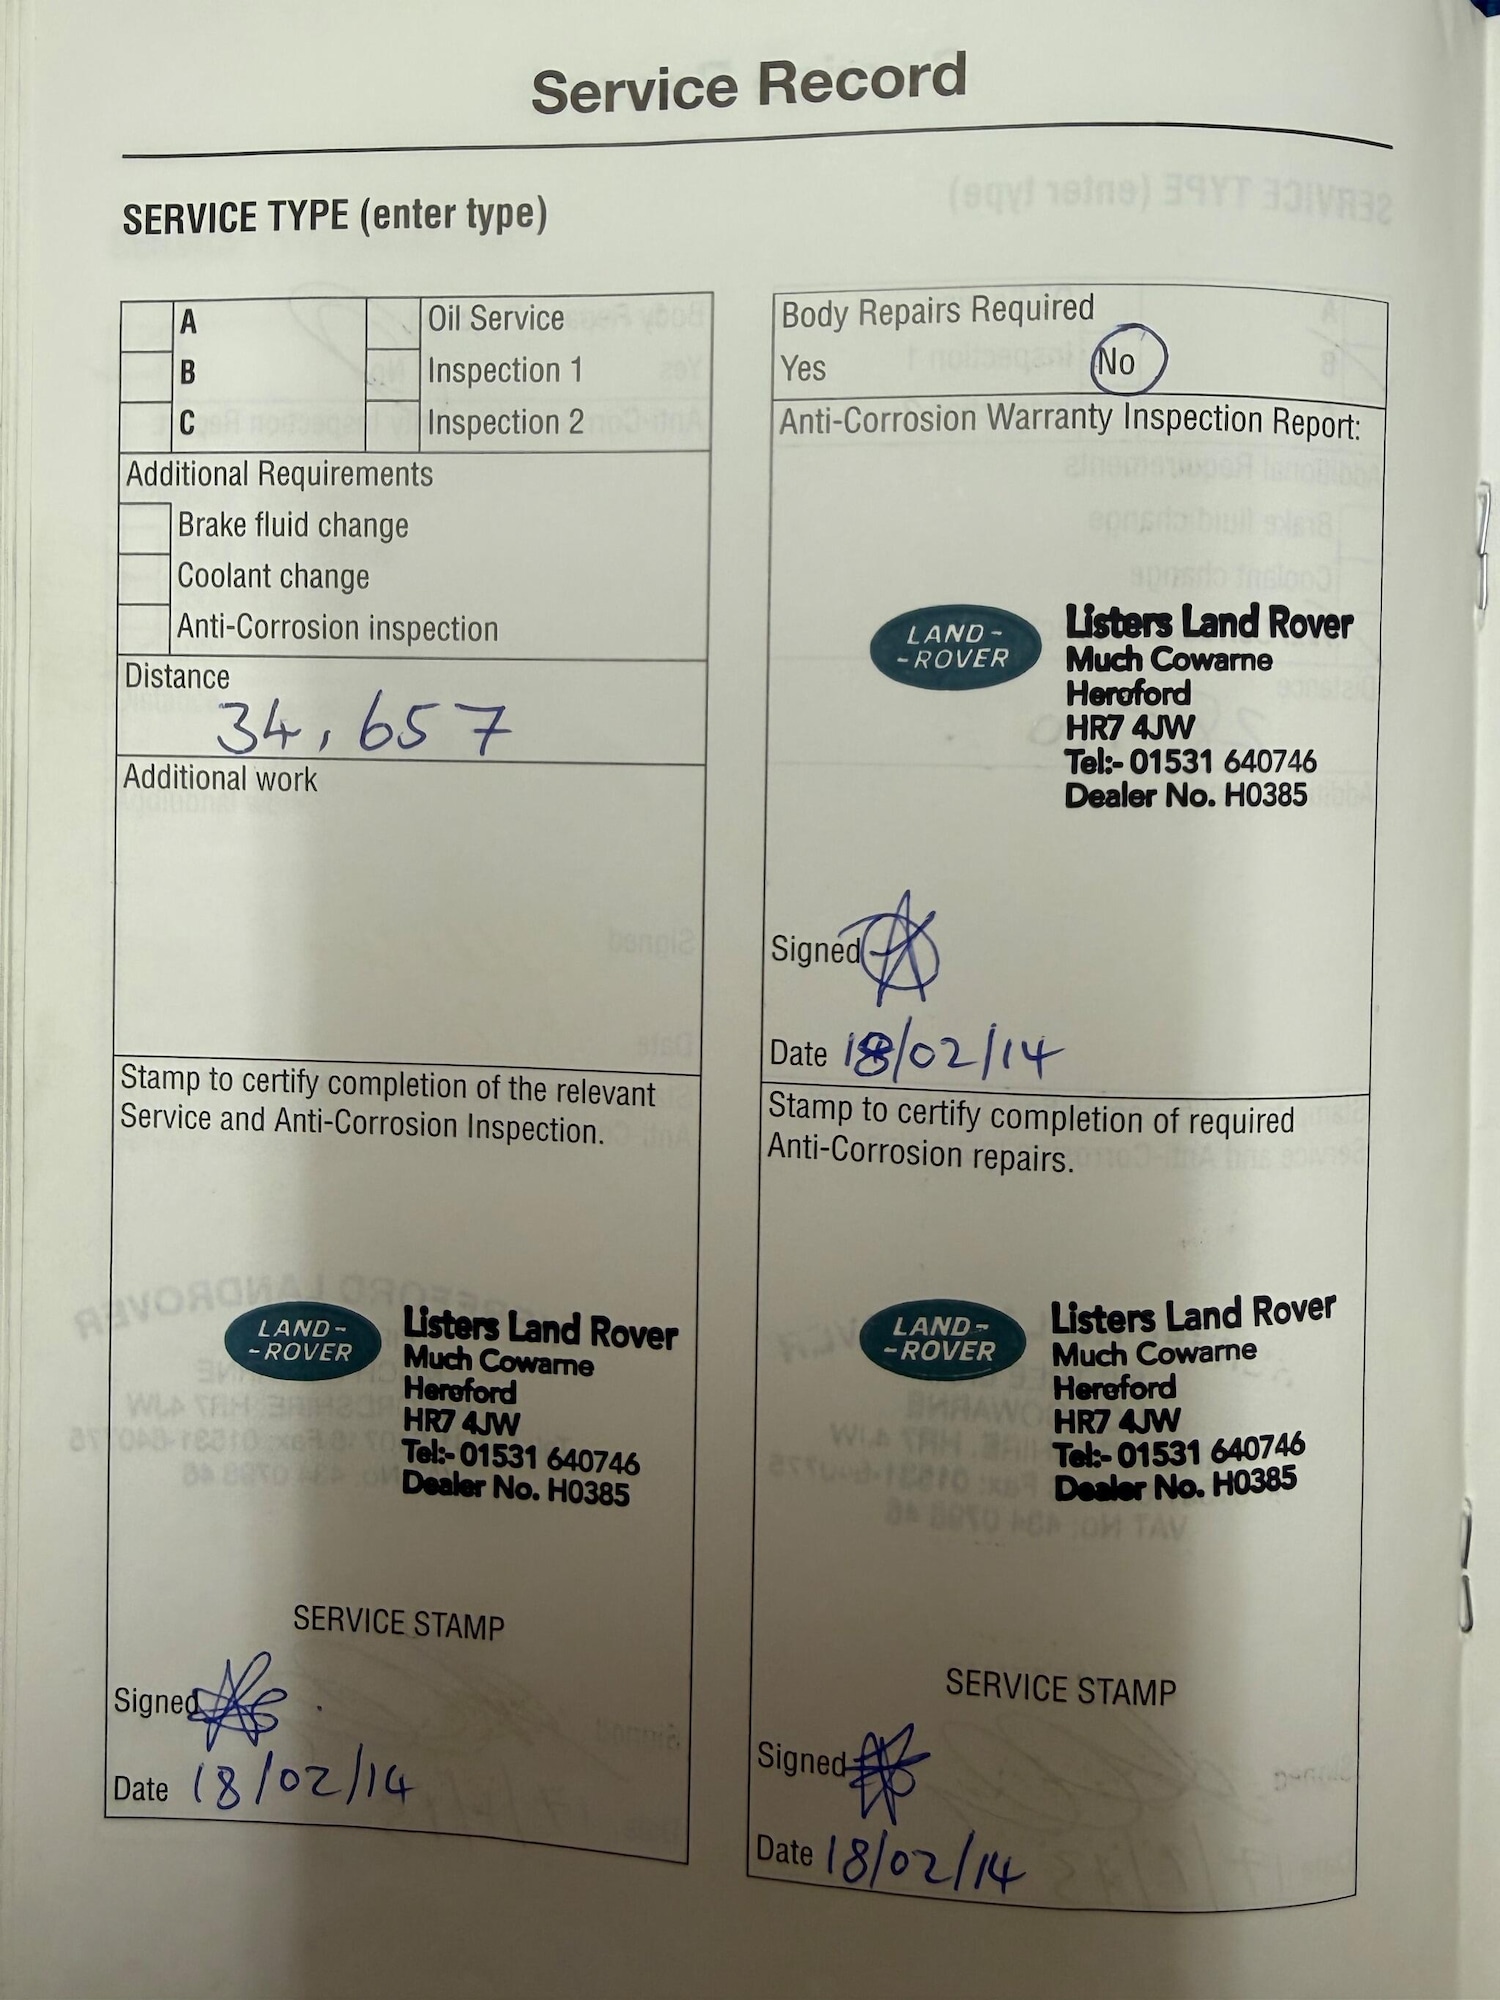 Service Record
SERVICE TYPE (enter type)
A
Oil Service
B
Inspection 1
C
Inspection 2
Additional Requirements
Brake fluid change
Coolant change
Anti-Corrosion inspection
Distance
34,657
Additional work
Stamp to certify completion of the relevant
Service and Anti-Corrosion Inspection.
LAND-
-ROVER
Listers Land Rover
Much Cowarne
Hereford
HR7 4JW
Tel:- 01531 640746
Dealer No. H0385
SERVICE STAMP
Signed
Date 18/02/14
Body Repairs Required
Yes No
Anti-Corrosion Warranty Inspection Report:
LAND-
-ROVER
Listers Land Rover
Much Cowarne
Hereford
HR7 4JW
Tel:- 01531 640746
Dealer No. H0385
Signed
Date 18/02/14
Stamp to certify completion of required
Anti-Corrosion repairs.
LAND-
-ROVER
Listers Land Rover
Much Cowarne
Hereford
HR7 4JW
Tel:- 01531 640746
Dealer No. H0385
SERVICE STAMP
Signed
Date 18/02/14